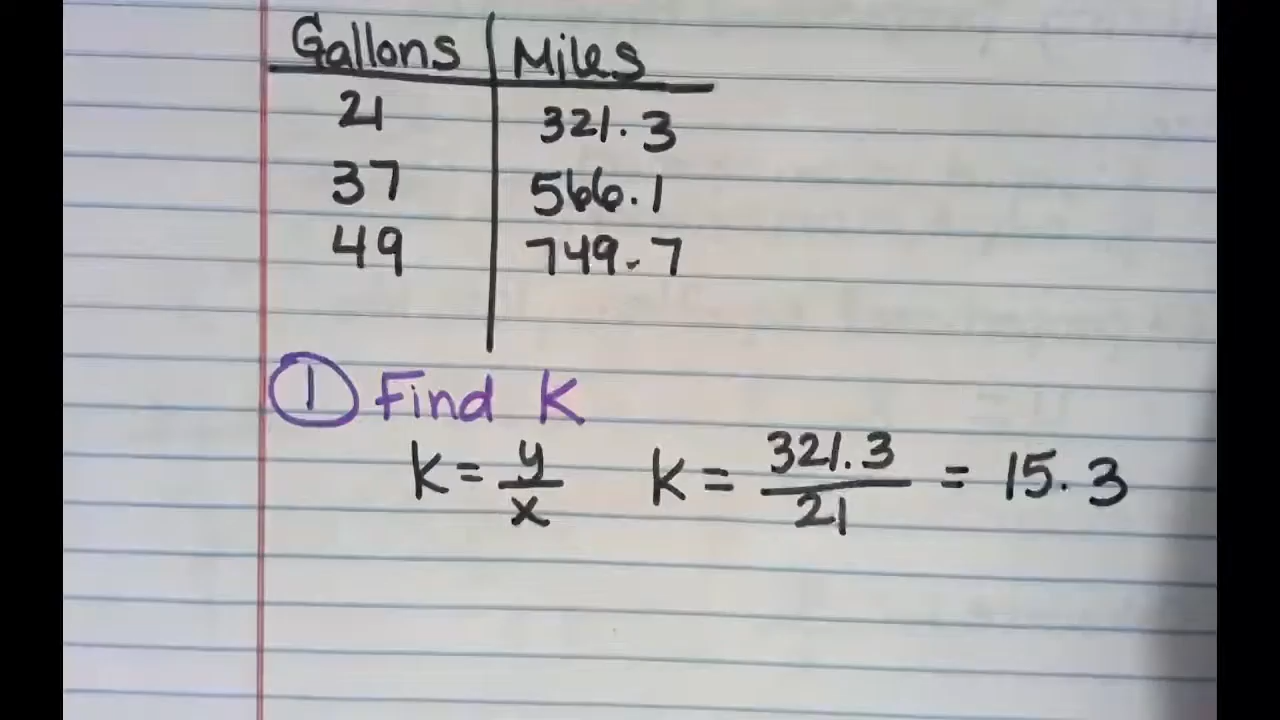 Gallons Miles
21 321.3
37 566.1
49 749.7
1 Find K
K = y/x K = 321.3/21 = 15.3